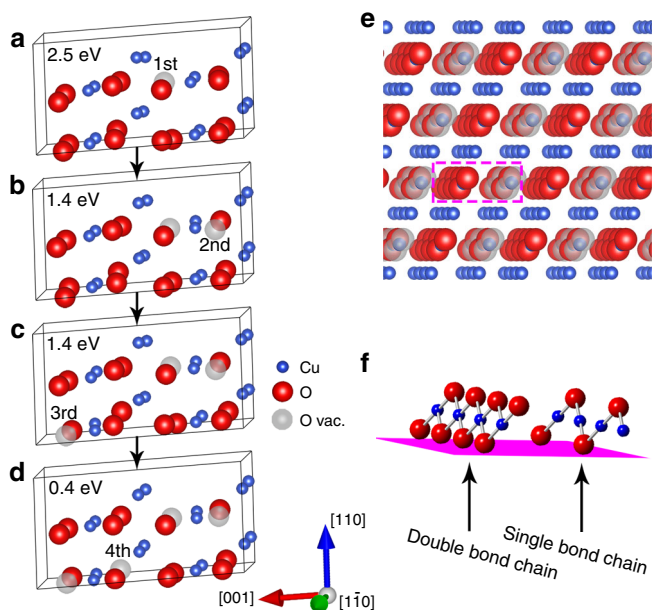 a
2.5 eV
1st
b
1.4 eV
2nd
c
1.4 eV
3rd
d
0.4 eV
4th
Cu
O
O vac.
[110]
[001]
[11̄0]
e
f
Double bond chain
Single bond chain